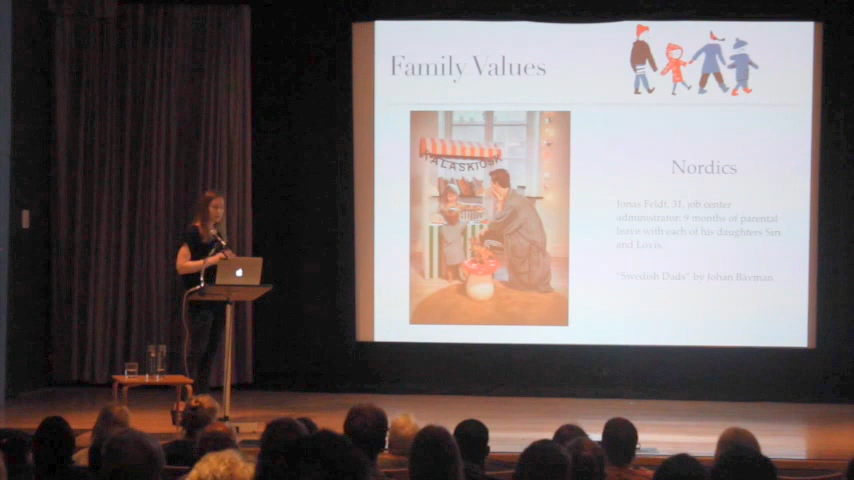 Family Values
KALASKIOSK
Nordics
Jonas Feldt, 31, job center
administrator: 9 months of parental
leave with each of his daughters Siri
and Lovis.
"Swedish Dads" by Johan Bävman